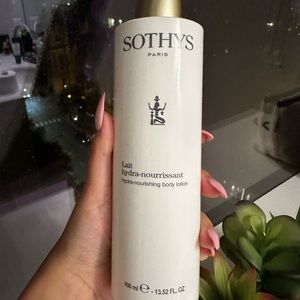 SOTHYS
PARIS
Lait
hydra-nourrissant
Hydra-nourishing body lotion
400 ml ℮ - 13.52 FL. OZ